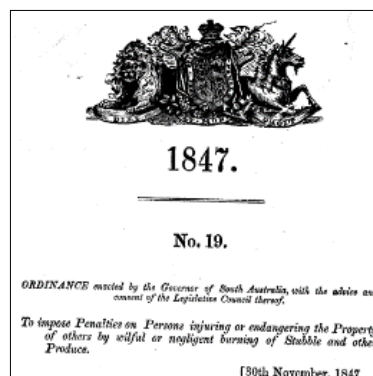 1847.
No. 19.
ORDINANCE enacted by the Governor of South Australia, with the advice an
consent of the Legislative Council thereof.
To impose Penalties on Persons injuring or endangering the Propert
of others by wilful or negligent burning of Stubble and othe
Produce.
[30th November, 1847